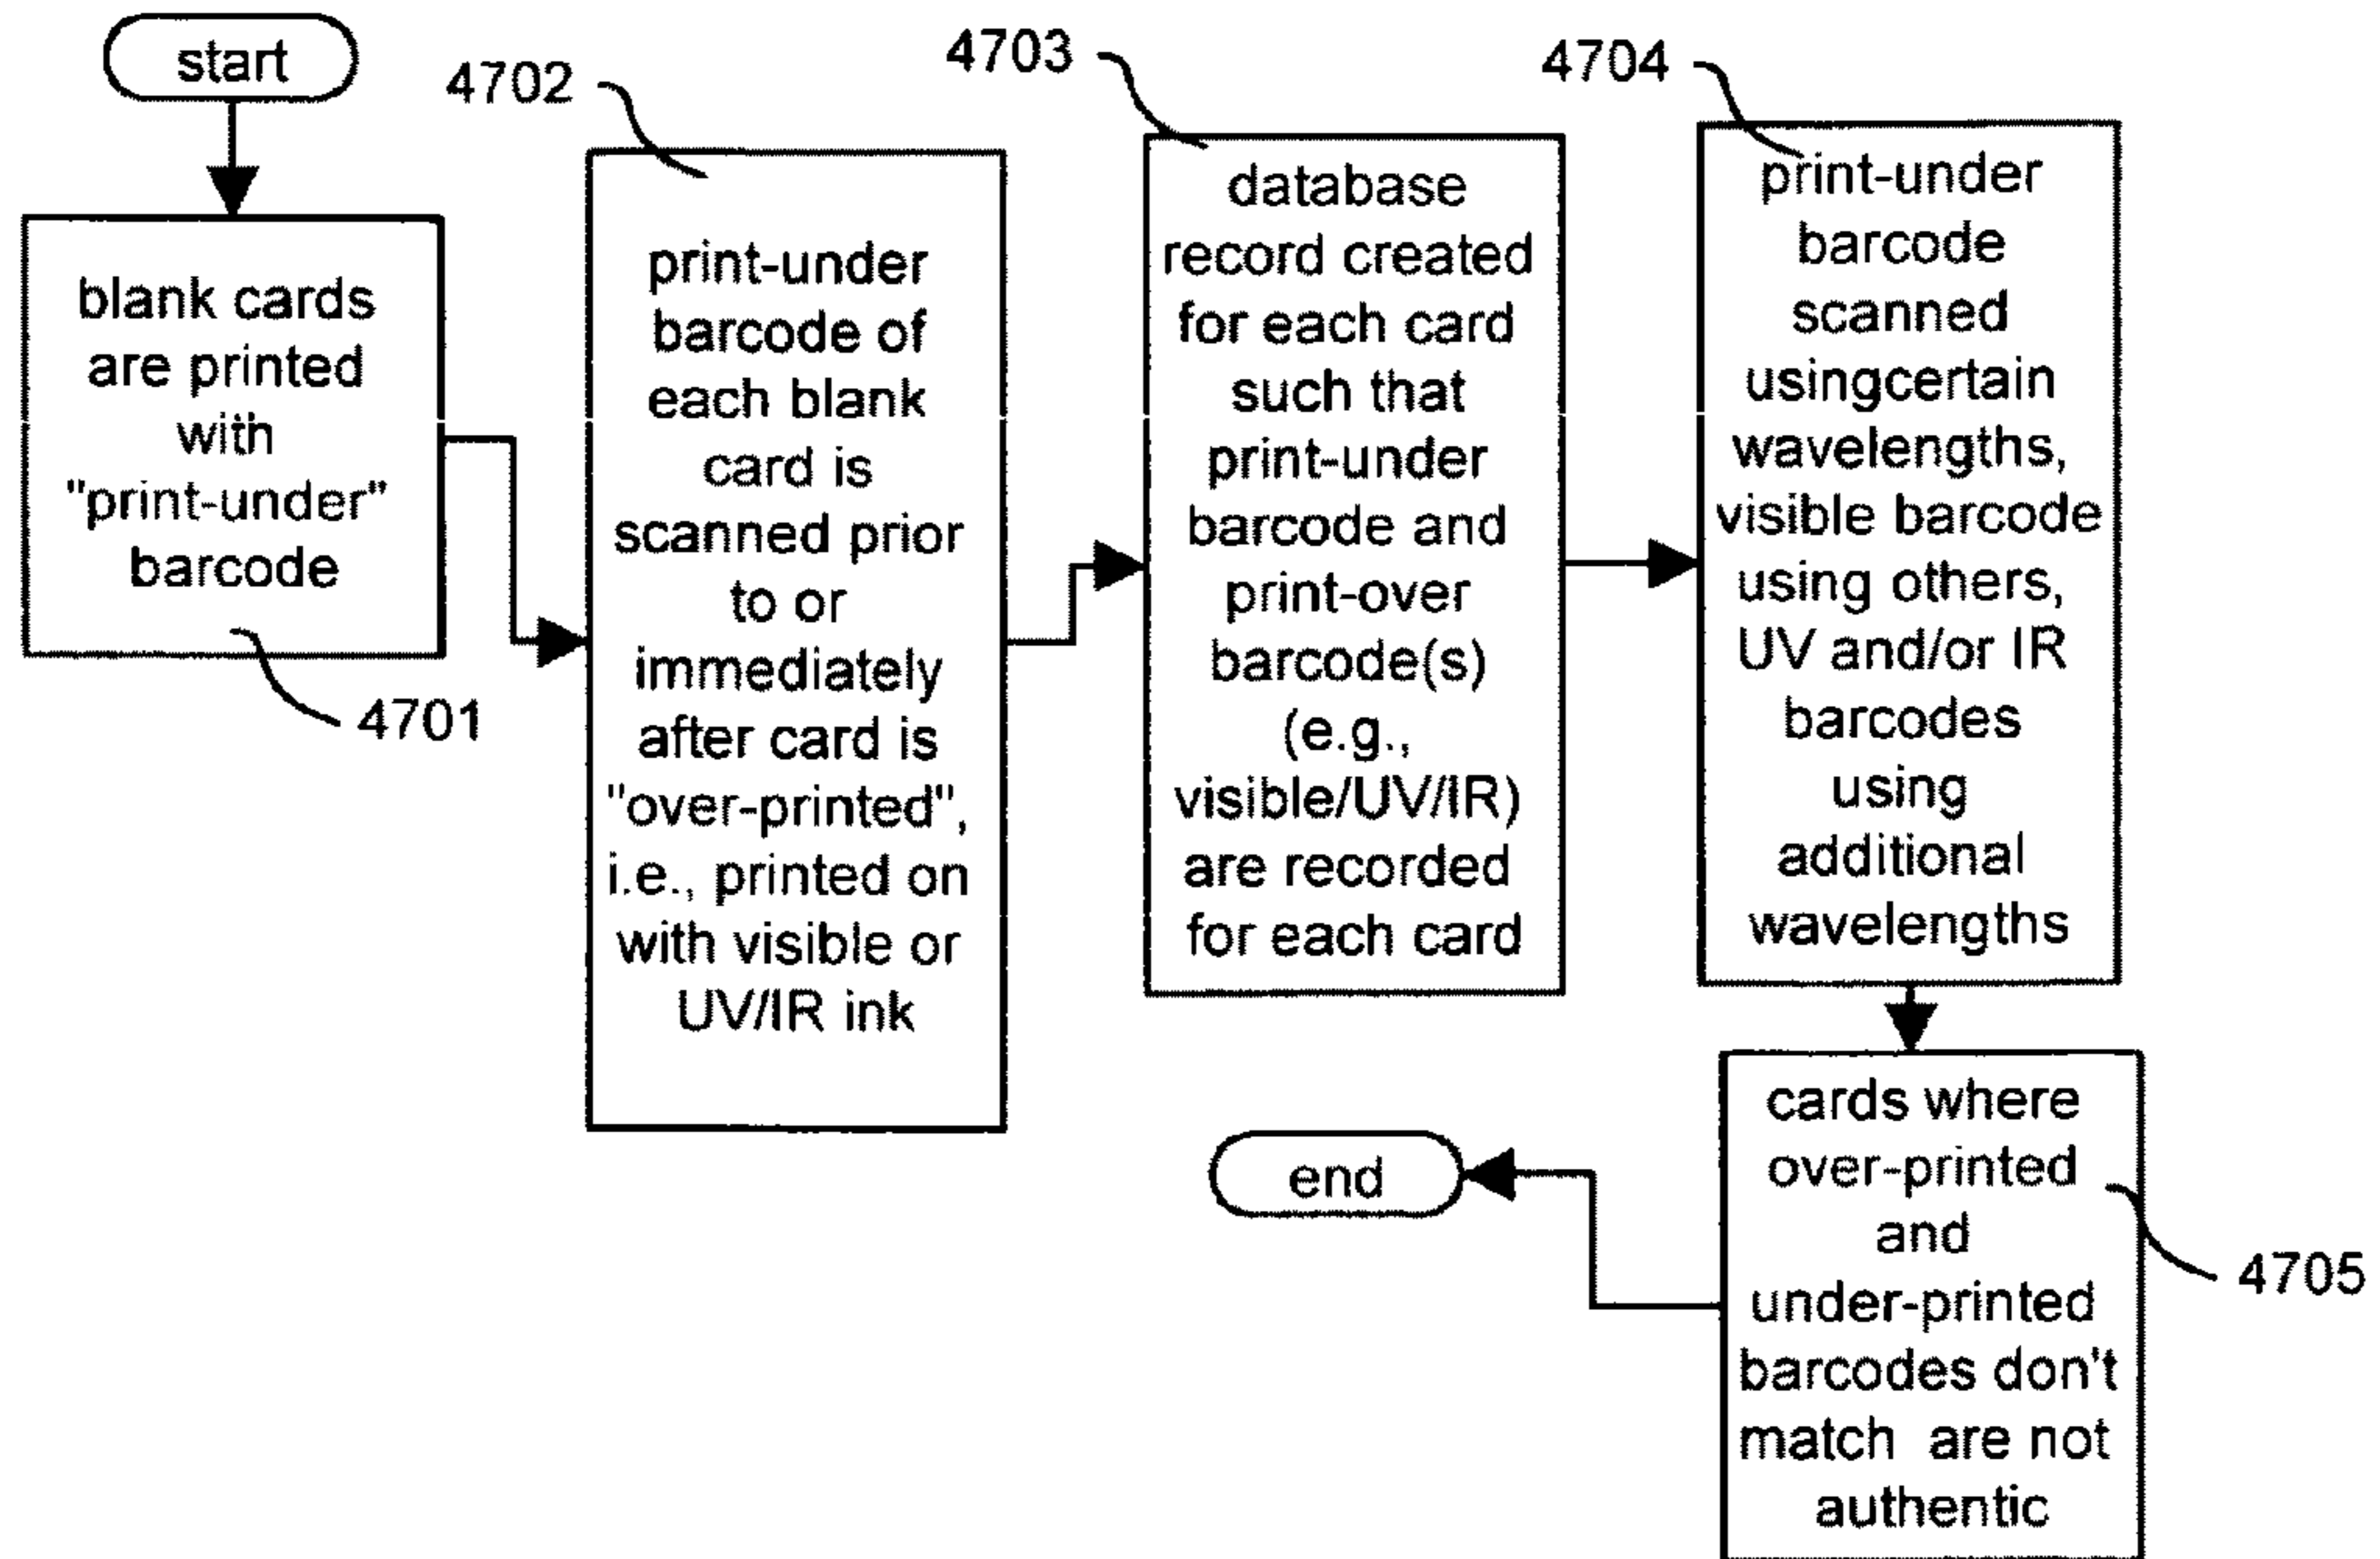 start
4701
blank cards
are printed
with
"print-under"
barcode
4702
print-under
barcode of
each blank
card is
scanned prior
to or
immediately
after card is
"over-printed",
i.e., printed on
with visible or
UV/IR ink
4703
database
record created
for each card
such that
print-under
barcode and
print-over
barcode(s)
(e.g.,
visible/UV/IR)
are recorded
for each card
4704
print-under
barcode
scanned
usingcertain
wavelengths,
visible barcode
using others,
UV and/or IR
barcodes
using
additional
wavelengths
cards where
over-printed
and
under-printed
barcodes don't
match are not
authentic
4705
end